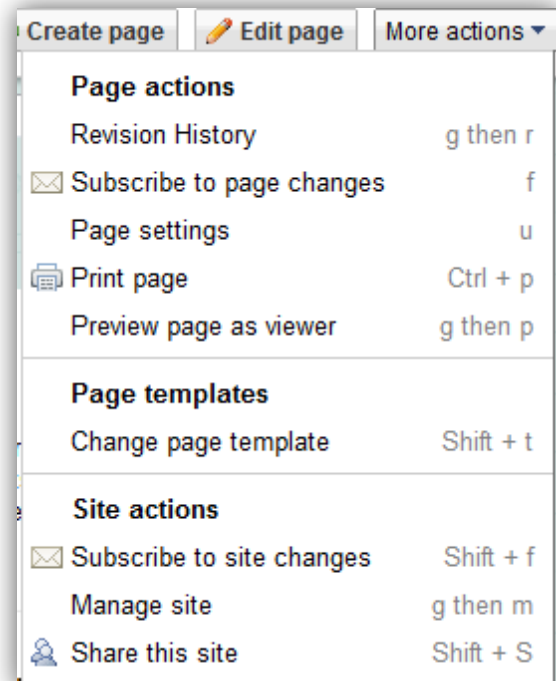 Create page Edit page More actions
Page actions
Revision History g then r
Subscribe to page changes f
Page settings u
Print page Ctrl + p
Preview page as viewer g then p
Page templates
Change page template Shift + t
Site actions
Subscribe to site changes Shift + f
Manage site g then m
Share this site Shift + S